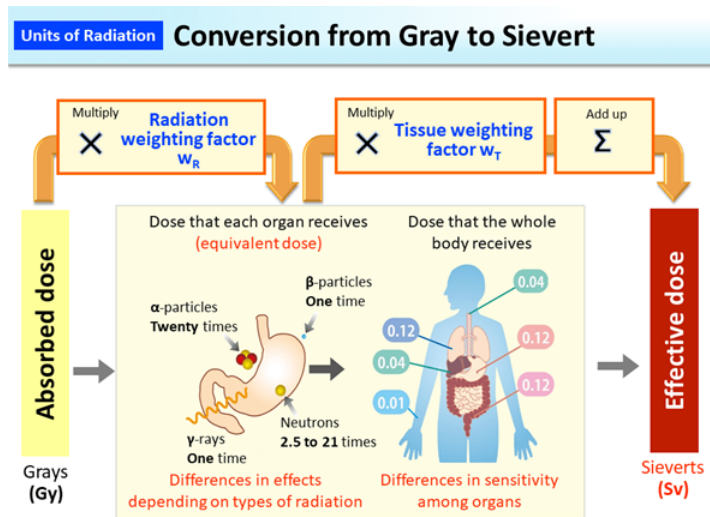 Units of Radiation
Conversion from Gray to Sievert
Multiply
×
Radiation
weighting factor
wR
Multiply
×
Tissue weighting
factor wT
Add up
Σ
Absorbed dose
Grays
(Gy)
Dose that each organ receives
(equivalent dose)
β-particles
One time
α-particles
Twenty times
Neutrons
2.5 to 21 times
γ-rays
One time
Differences in effects
depending on types of radiation
Dose that the whole
body receives
0.04
0.12
0.12
0.04
0.12
0.01
Differences in sensitivity
among organs
Effective dose
Sieverts
(Sv)